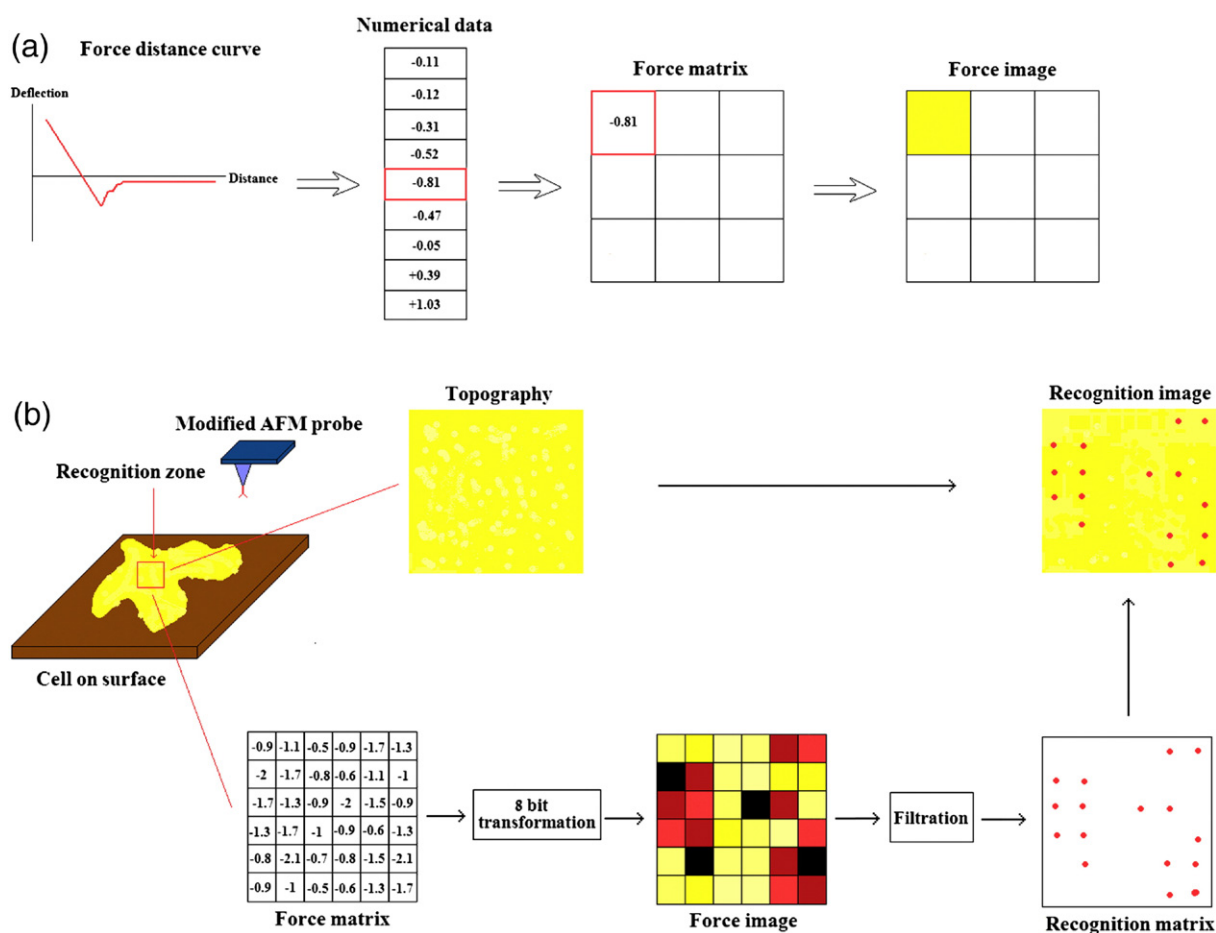 (a)
Force distance curve
Numerical data
Force matrix
Force image
Deflection
Distance
-0.11
-0.12
-0.31
-0.52
-0.81
-0.47
-0.05
+0.39
+1.03
-0.81
(b)
Modified AFM probe
Recognition zone
Cell on surface
Topography
Recognition image
-0.9 -1.1 -0.5 -0.9 -1.7 -1.3
-2 -1.7 -0.8 -0.6 -1.1 -1
-1.7 -1.3 -0.9 -2 -1.5 -0.9
-1.3 -1.7 -1 -0.9 -0.6 -1.3
-0.8 -2.1 -0.7 -0.8 -1.5 -2.1
-0.9 -1 -0.5 -0.6 -1.3 -1.7
Force matrix
8 bit
transformation
Force image
Filtration
Recognition matrix